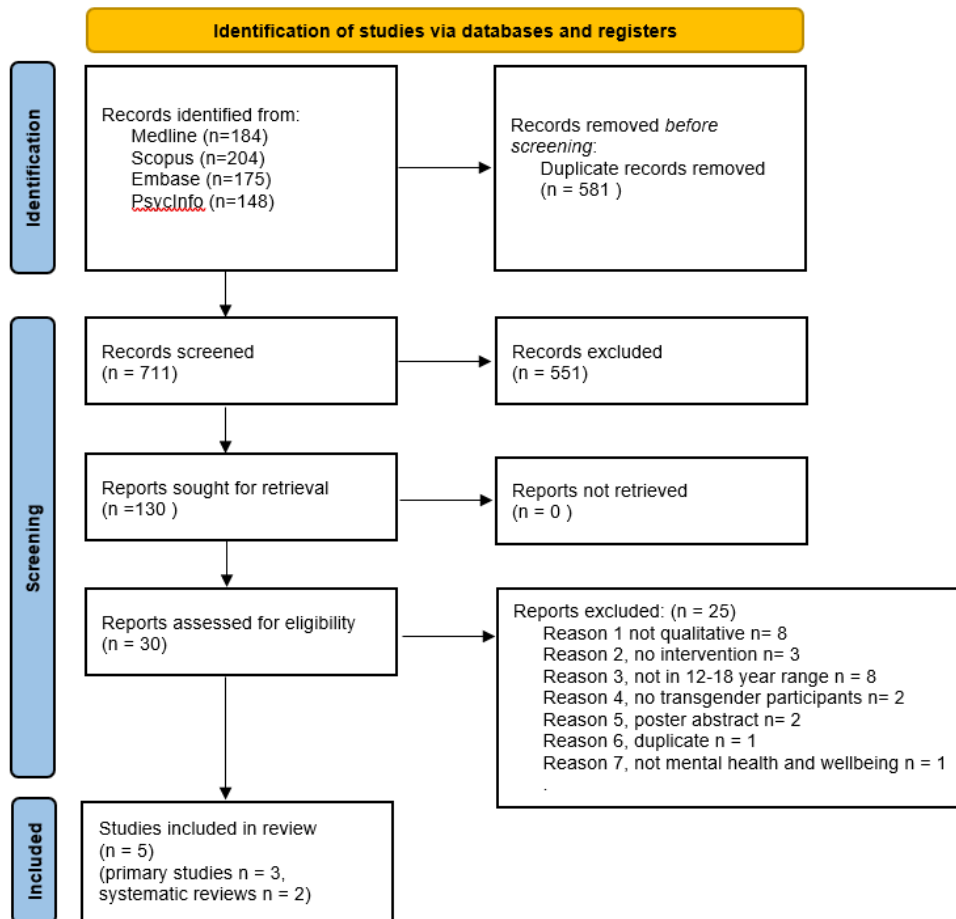 Identification of studies via databases and registers
Identification
Records identified from:
Medline (n=184)
Scopus (n=204)
Embase (n=175)
PsycInfo (n=148)
Records removed before
screening:
Duplicate records removed
(n = 581 )
Screening
Records screened
(n = 711)
Records excluded
(n = 551)
Reports sought for retrieval
(n =130 )
Reports not retrieved
(n = 0 )
Reports assessed for eligibility
(n = 30)
Reports excluded: (n = 25)
Reason 1 not qualitative n= 8
Reason 2, no intervention n= 3
Reason 3, not in 12-18 year range n = 8
Reason 4, no transgender participants n= 2
Reason 5, poster abstract n= 2
Reason 6, duplicate n = 1
Reason 7, not mental health and wellbeing n = 1
.
Included
Studies included in review
(n = 5)
(primary studies n = 3,
systematic reviews n = 2)